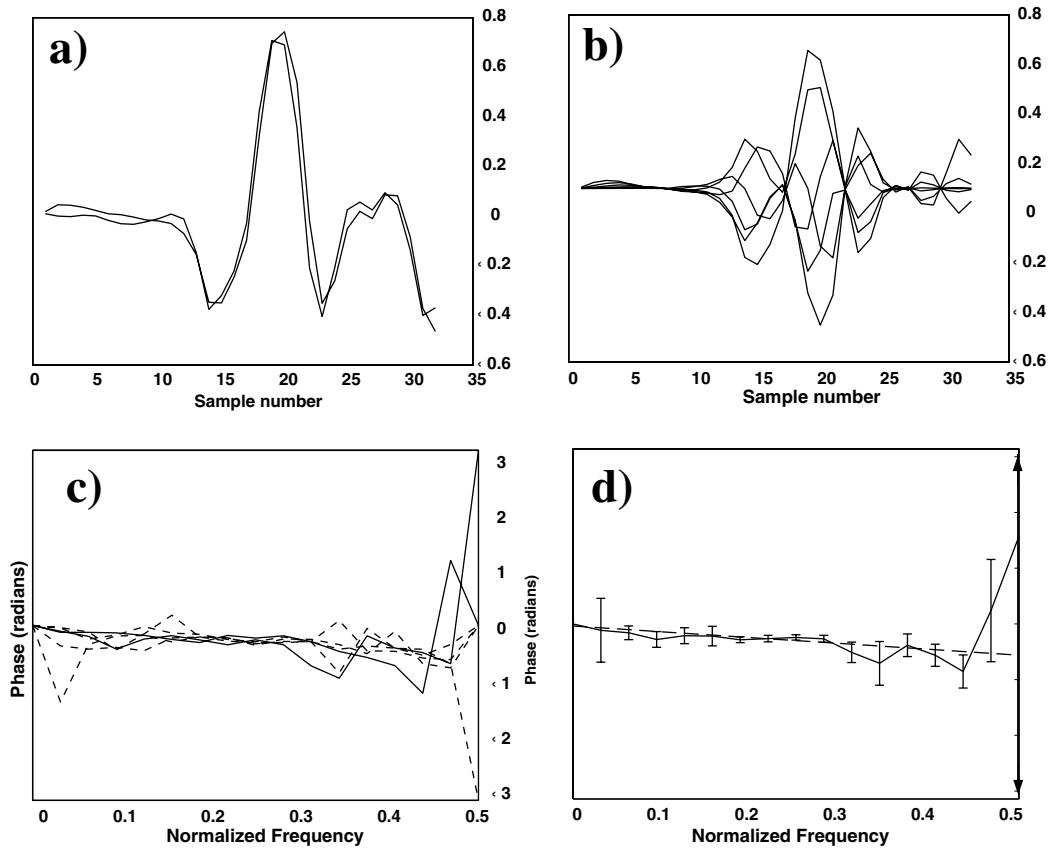 a)
0.8
0.6
0.4
0.2
0
‹ 0.2
‹ 0.4
‹ 0.6
0 5 10 15 20 25 30 35
Sample number
b)
0.8
0.6
0.4
0.2
0
‹ 0.2
‹ 0.4
‹ 0.6
0 5 10 15 20 25 30 35
Sample number
c)
Phase (radians)
3
2
1
0
‹ 1
‹ 2
‹ 3
0 0.1 0.2 0.3 0.4 0.5
Normalized Frequency
d)
Phase (radians)
0 0.1 0.2 0.3 0.4 0.5
Normalized Frequency